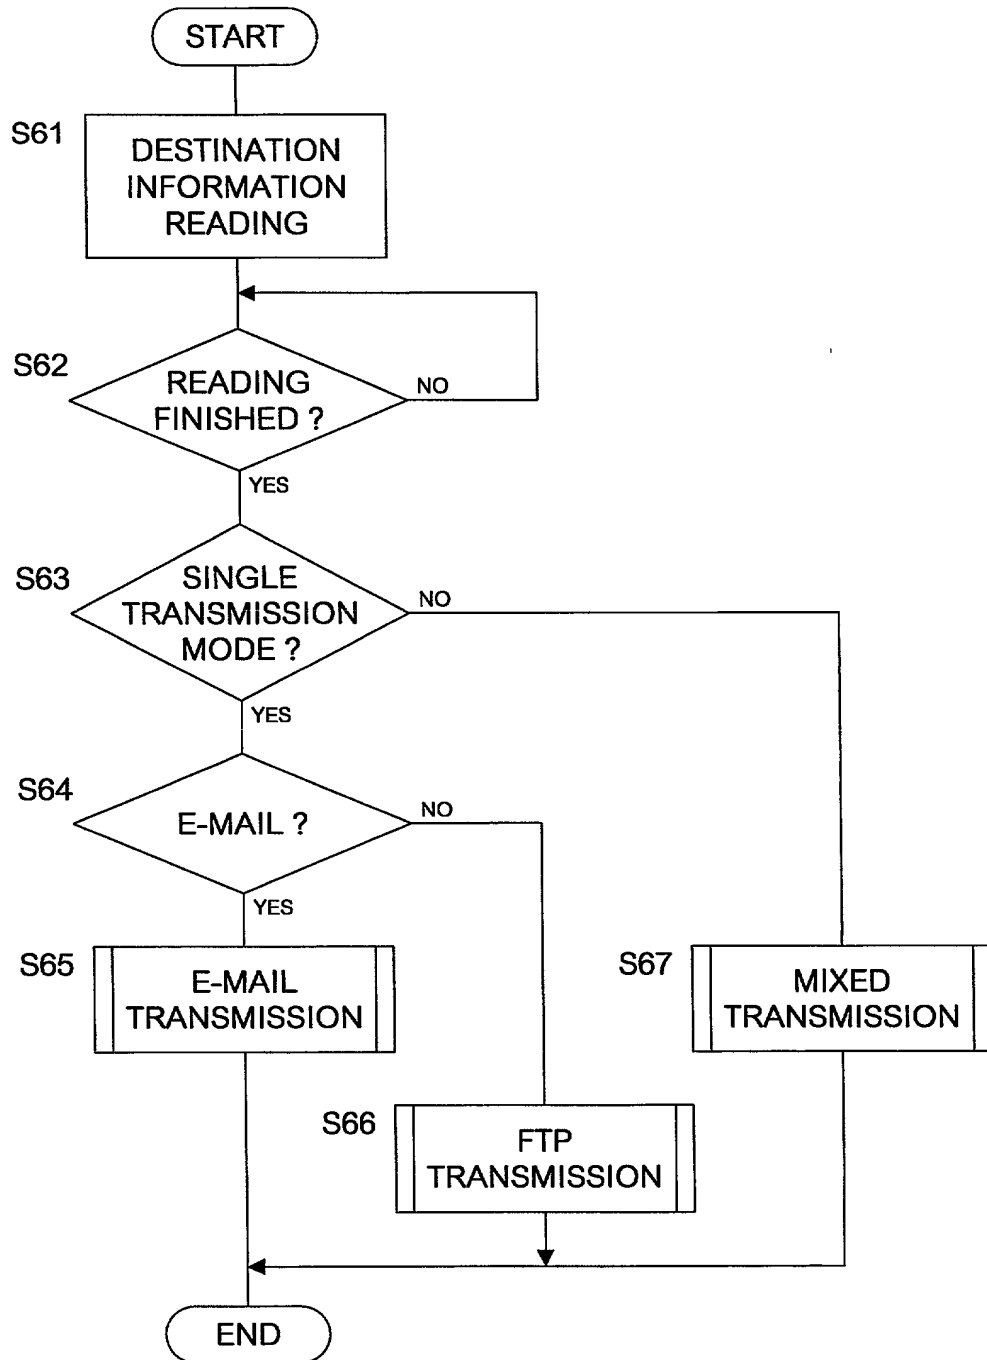 START
S61
DESTINATION
INFORMATION
READING
S62
READING
FINISHED ?
NO
YES
S63
SINGLE
TRANSMISSION
MODE ?
NO
YES
S64
E-MAIL ?
NO
YES
S65
E-MAIL
TRANSMISSION
S67
MIXED
TRANSMISSION
S66
FTP
TRANSMISSION
END